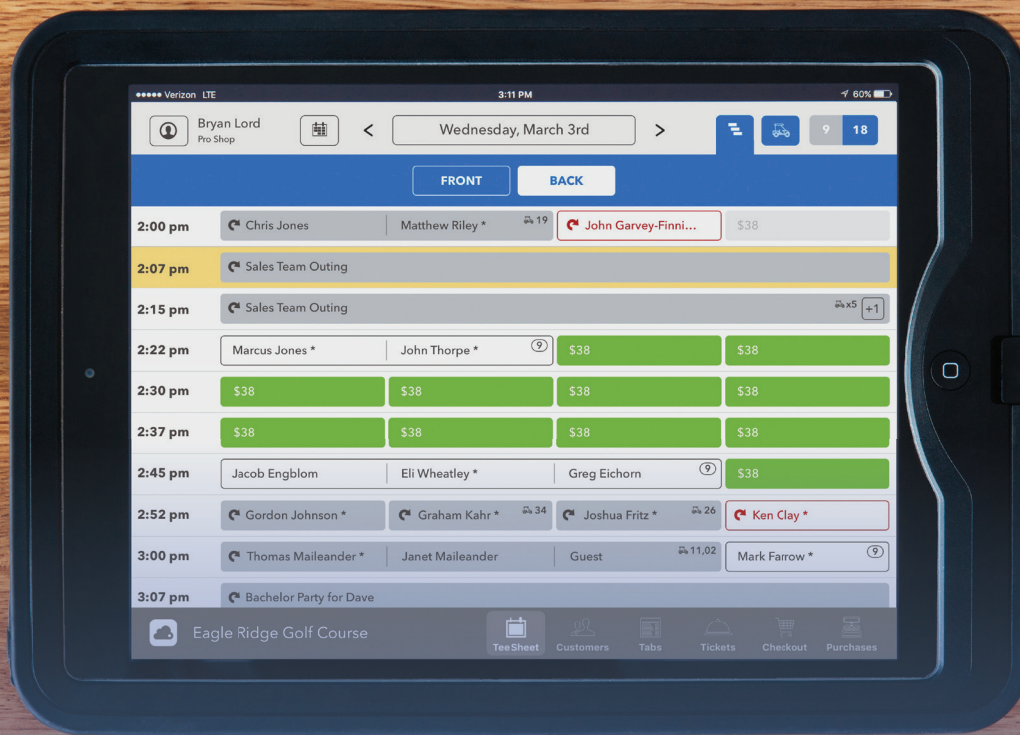 Verizon LTE 3:11 PM 60%
Bryan Lord
Pro Shop
Wednesday, March 3rd
9 18
FRONT BACK
2:00 pm Chris Jones Matthew Riley * 19 John Garvey-Finni... $38
2:07 pm Sales Team Outing
2:15 pm Sales Team Outing x5 +1
2:22 pm Marcus Jones * John Thorpe * 9 $38 $38
2:30 pm $38 $38 $38 $38
2:37 pm $38 $38 $38 $38
2:45 pm Jacob Engblom Eli Wheatley * Greg Eichorn 9 $38
2:52 pm Gordon Johnson * Graham Kahr * 34 Joshua Fritz * 26 Ken Clay *
3:00 pm Thomas Maileander * Janet Maileander Guest 11,02 Mark Farrow * 9
3:07 pm Bachelor Party for Dave
Eagle Ridge Golf Course
TeeSheet Customers Tabs Tickets Checkout Purchases